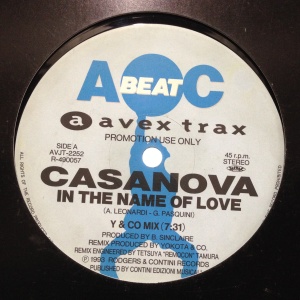 A BEAT C
a avex trax
PROMOTION USE ONLY
SIDE A
AVJT-2252
R-490057
45 r.p.m.
STEREO
CASANOVA
IN THE NAME OF LOVE
(A. LEONARDI - G. PASQUINI)
Y & CO MIX (7:31)
PRODUCED BY B. SINCLAIRE
REMIX PRODUCED BY YOKOTA & CO.
REMIX ENGINEERED BY TETSUYA "REMOCON" TAMURA
℗ 1993 RODGERS & CONTINI RECORDS
PUBLISHED BY CONTINI EDIZIONI MUSICALI